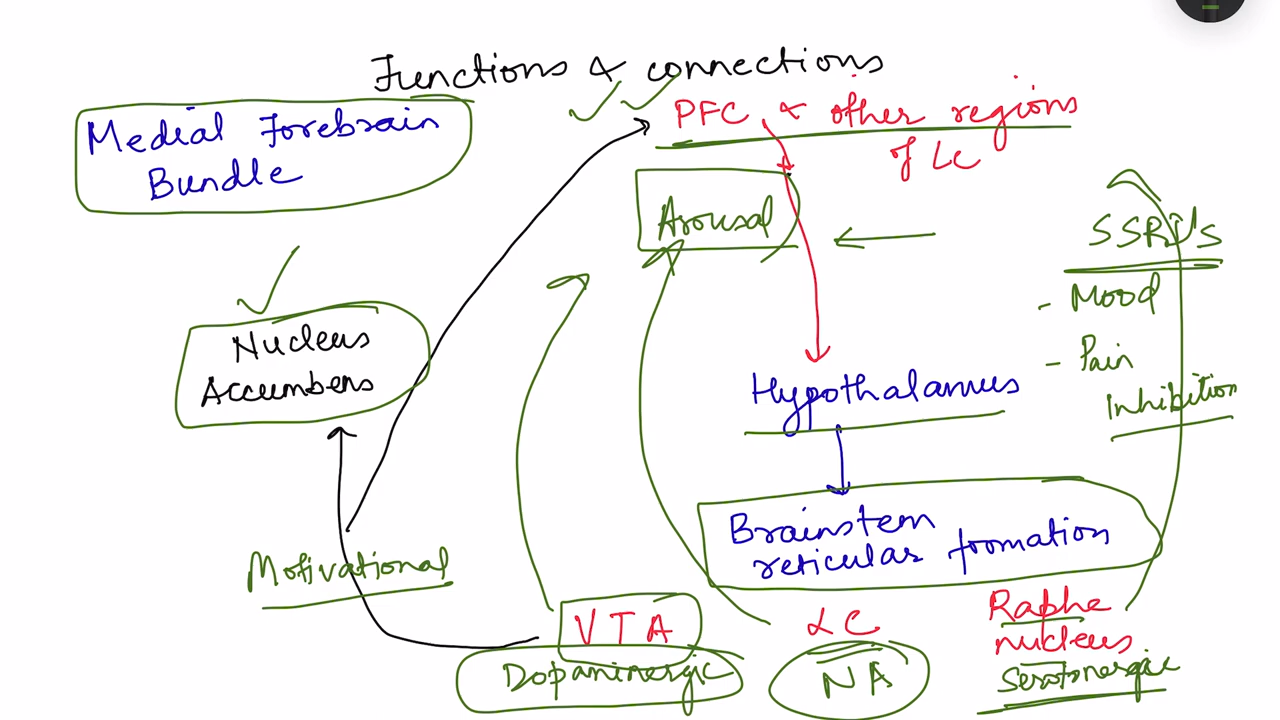 Functions & connections
Medial Forebrain
Bundle
PFC & other regions
of LC
Arousal
SSRI's
- Mood
- Pain
Inhibition
Nucleus
Accumbens
Hypothalamus
Brainstem
reticular formation
Motivational
VTA
Dopaminergic
LC
NA
Raphe
nucleus
Serotonergic